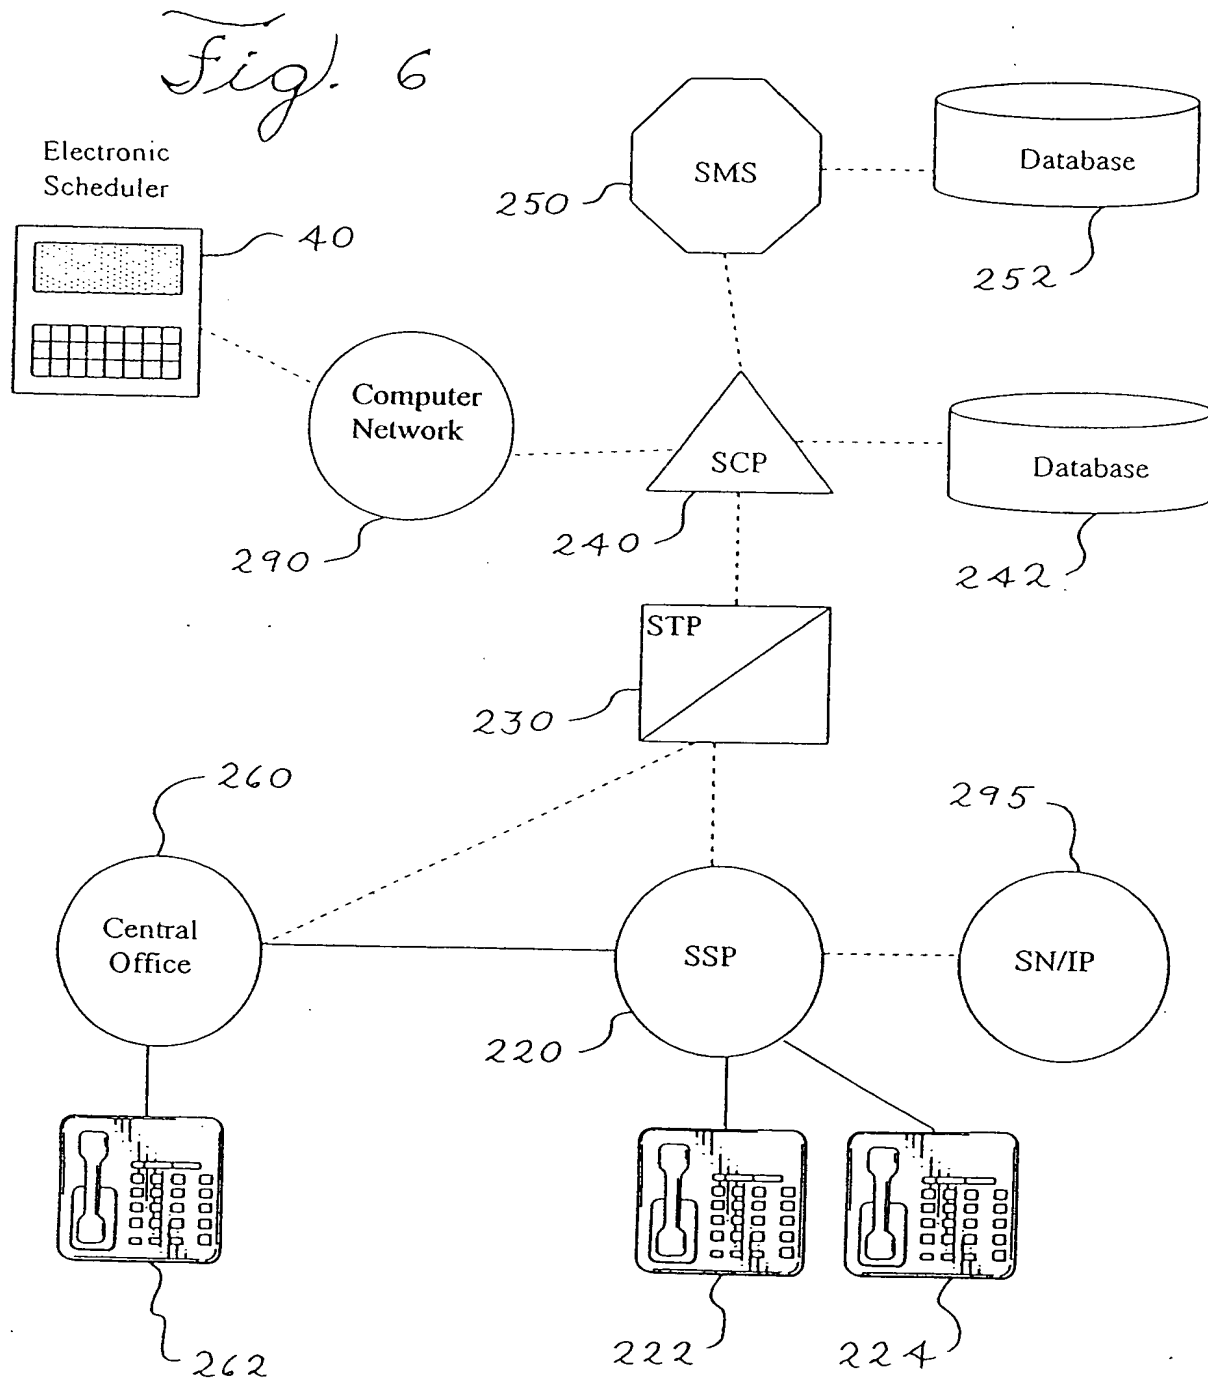 Fig. 6
Electronic
Scheduler
40
SMS
250
Database
252
Computer
Network
290
SCP
240
Database
242
STP
230
260
295
Central
Office
SSP
220
SN/IP
262
222
224